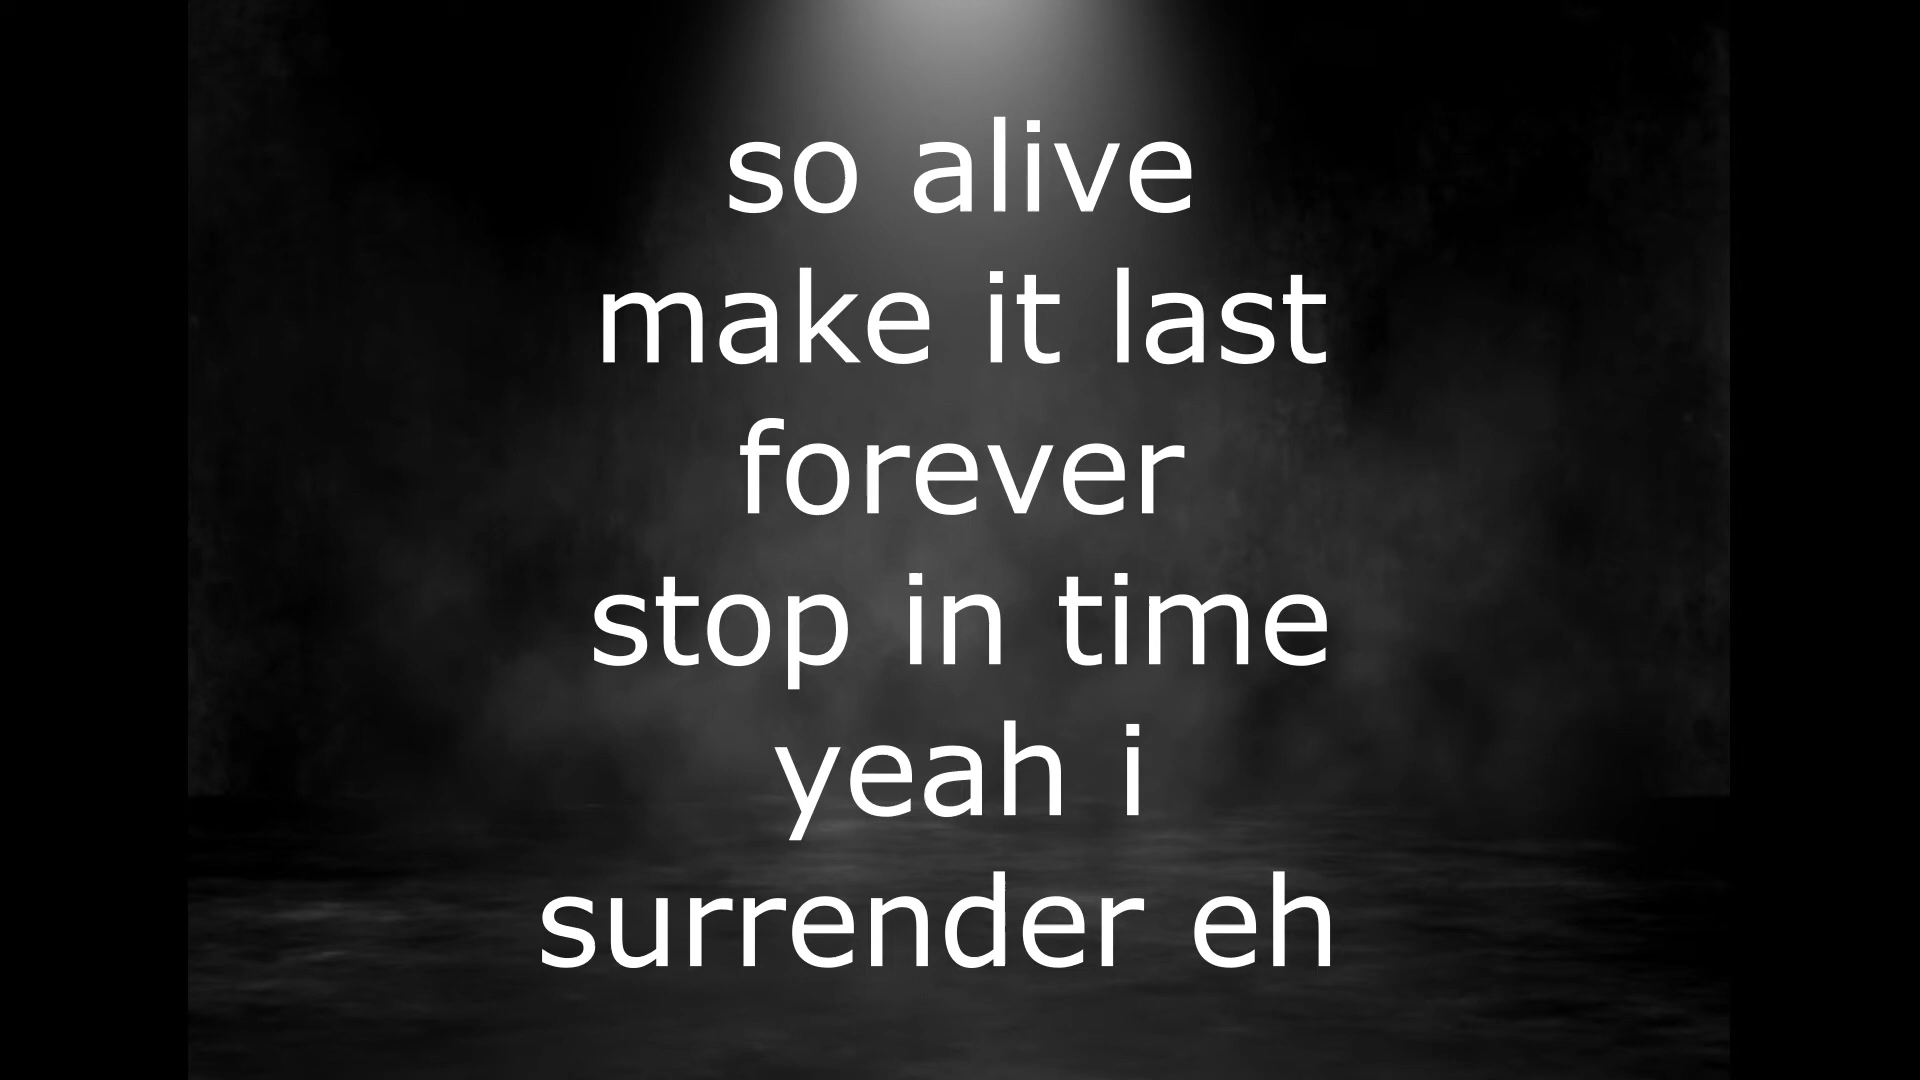 so alive
make it last
forever
stop in time
yeah i
surrender eh